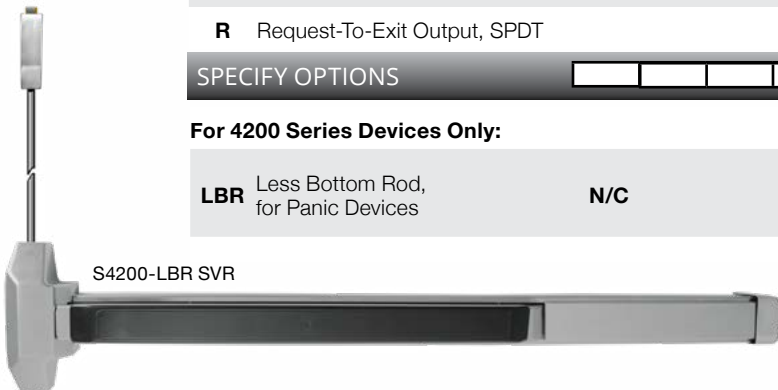 R Request-To-Exit Output, SPDT
SPECIFY OPTIONS
For 4200 Series Devices Only:
LBR Less Bottom Rod, N/C
for Panic Devices
S4200-LBR SVR